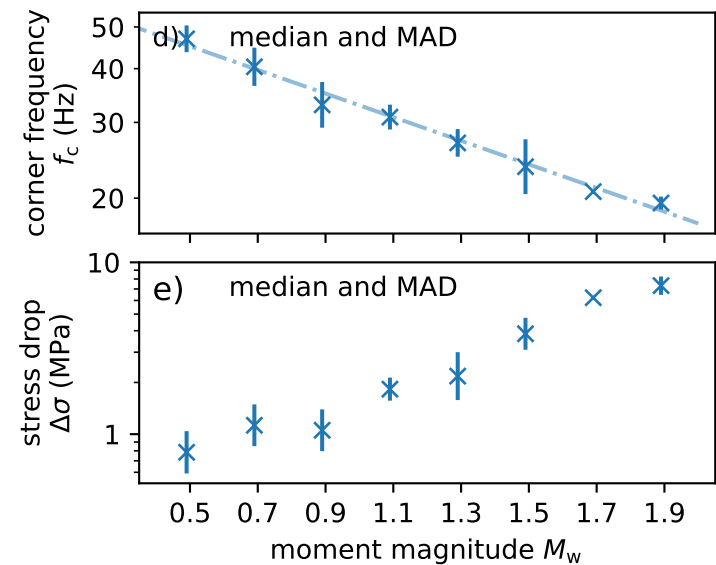 d) median and MAD
50
40
30
20
corner frequency
f_c (Hz)
e) median and MAD
10
1
stress drop
Δσ (MPa)
0.5 0.7 0.9 1.1 1.3 1.5 1.7 1.9
moment magnitude M_w